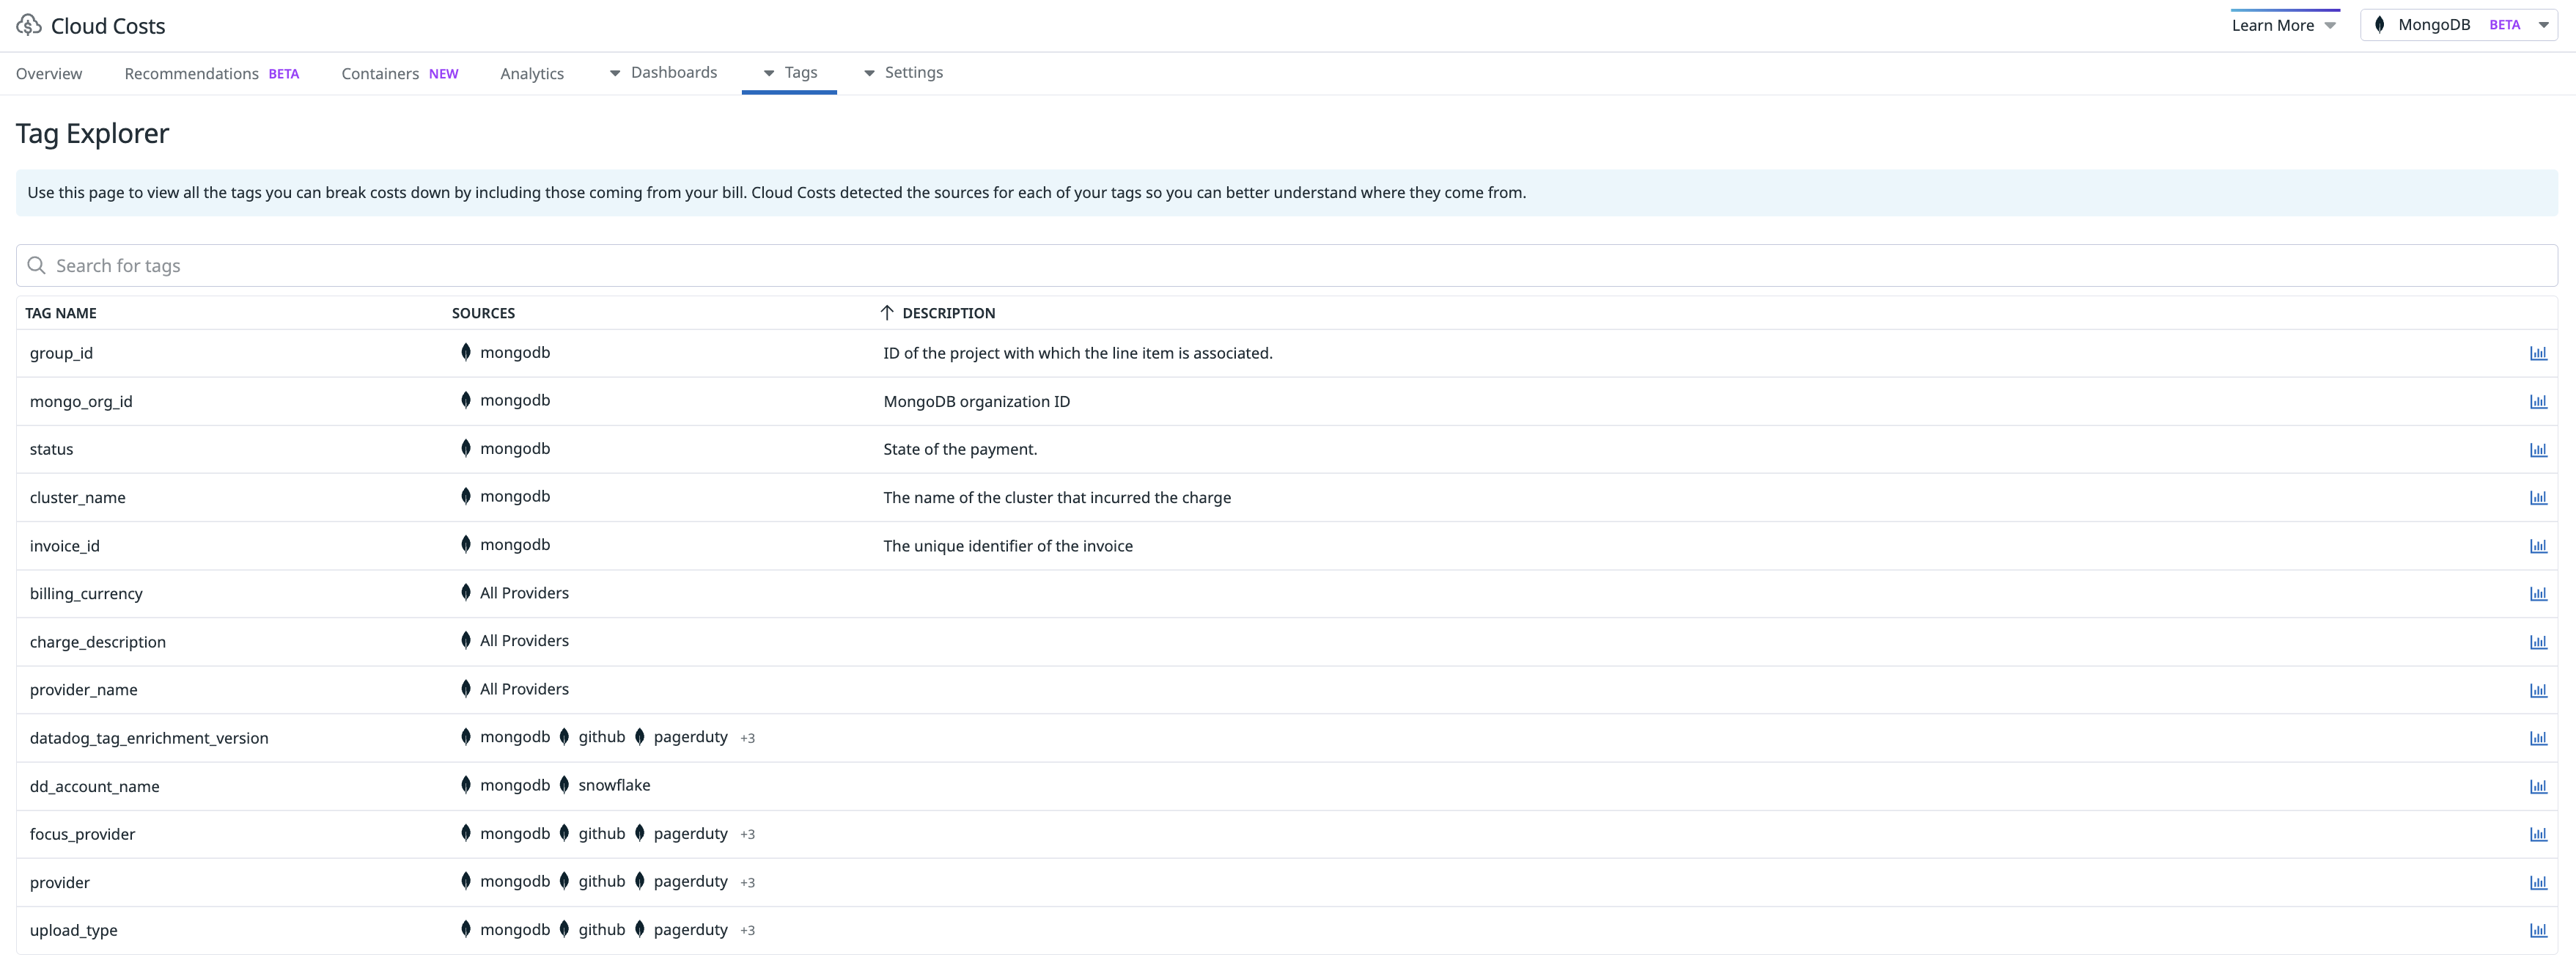 Cloud Costs
Learn More
MongoDB BETA
Overview Recommendations BETA Containers NEW Analytics Dashboards Tags Settings
Tag Explorer
Use this page to view all the tags you can break costs down by including those coming from your bill. Cloud Costs detected the sources for each of your tags so you can better understand where they come from.
Search for tags
TAG NAME SOURCES DESCRIPTION
group_id mongodb ID of the project with which the line item is associated.
mongo_org_id mongodb MongoDB organization ID
status mongodb State of the payment.
cluster_name mongodb The name of the cluster that incurred the charge
invoice_id mongodb The unique identifier of the invoice
billing_currency All Providers
charge_description All Providers
provider_name All Providers
datadog_tag_enrichment_version mongodb github pagerduty +3
dd_account_name mongodb snowflake
focus_provider mongodb github pagerduty +3
provider mongodb github pagerduty +3
upload_type mongodb github pagerduty +3